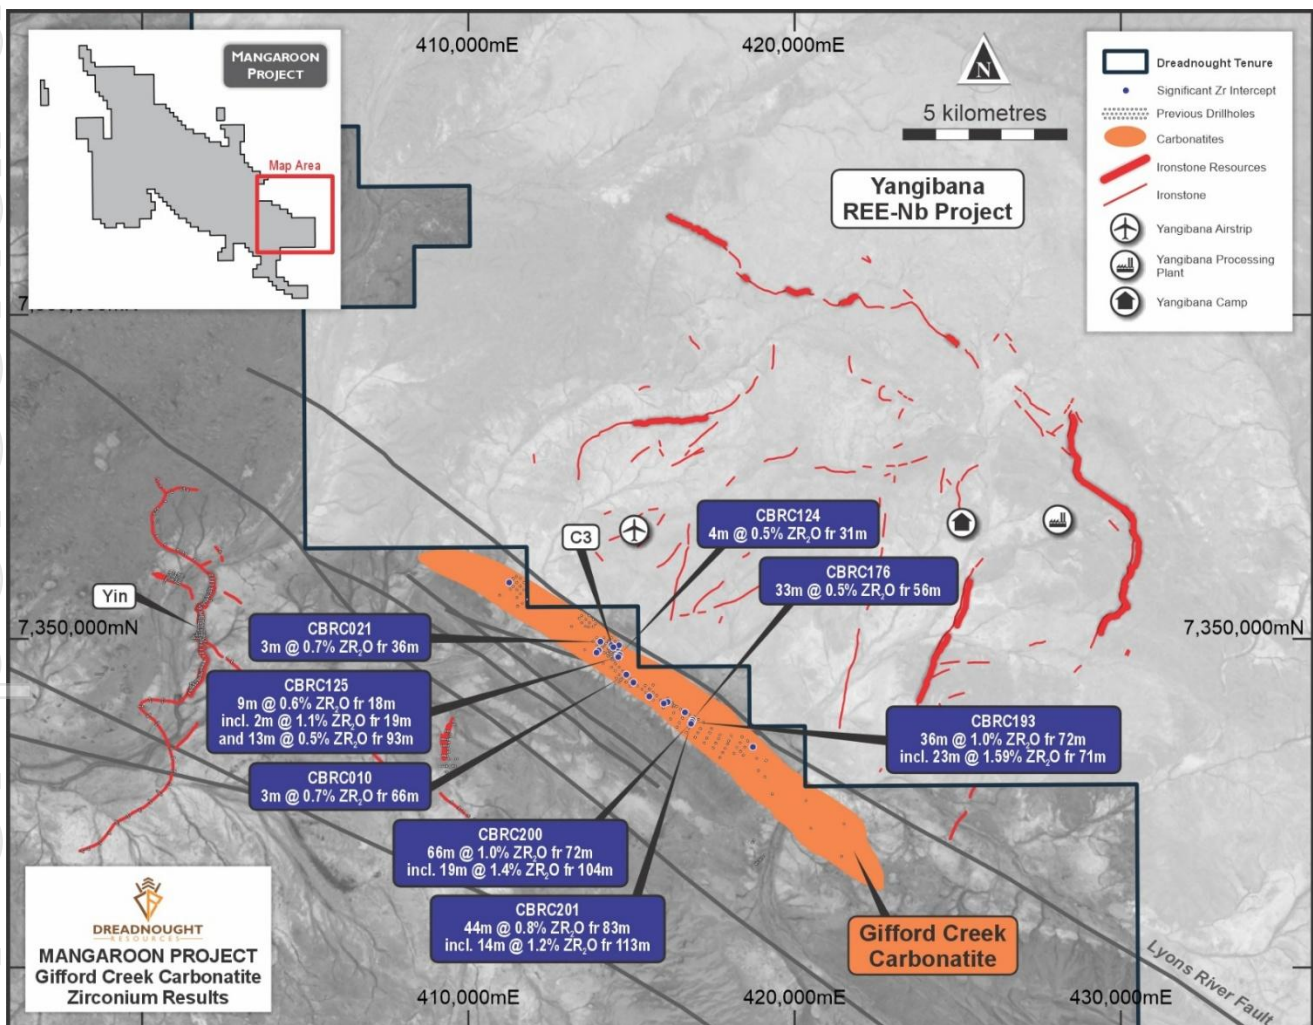 410,000mE
420,000mE
MANGAROON
PROJECT
Map Area
N
5 kilometres
Yangibana
REE-Nb Project
Dreadnought Tenure
Significant Zr Intercept
Previous Drillholes
Carbonatites
Ironstone Resources
Ironstone
Yangibana Airstrip
Yangibana Processing
Plant
Yangibana Camp
CBRC124
4m @ 0.5% ZR₂O fr 31m
C3
CBRC176
33m @ 0.5% ZR₂O fr 56m
Yin
7,350,000mN
7,350,000mN
CBRC021
3m @ 0.7% ZR₂O fr 36m
CBRC125
9m @ 0.6% ZR₂O fr 18m
incl. 2m @ 1.1% ZR₂O fr 19m
and 13m @ 0.5% ZR₂O fr 93m
CBRC193
36m @ 1.0% ZR₂O fr 72m
incl. 23m @ 1.59% ZR₂O fr 71m
CBRC010
3m @ 0.7% ZR₂O fr 66m
CBRC200
66m @ 1.0% ZR₂O fr 72m
incl. 19m @ 1.4% ZR₂O fr 104m
CBRC201
44m @ 0.8% ZR₂O fr 83m
incl. 14m @ 1.2% ZR₂O fr 113m
Gifford Creek
Carbonatite
Lyons River Fault
DREADNOUGHT
RESOURCES
MANGAROON PROJECT
Gifford Creek Carbonatite
Zirconium Results
410,000mE
420,000mE
430,000mE